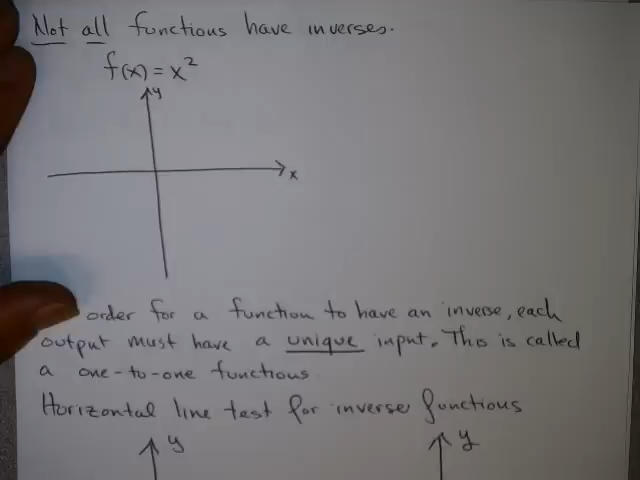 Not all functions have inverses.
f(x) = x²
y
x
order for a function to have an inverse, each
output must have a unique input. This is called
a one-to-one functions
Horizontal line test for inverse functions
y y